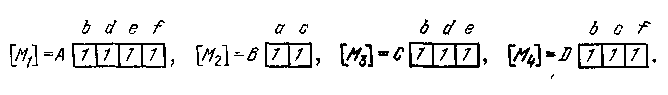 b d e f a c b d e b c f
[M₁]=A 1 1 1 1, [M₂]=B 1 1, [M₃]=C 1 1 1, [M₄]=D 1 1 1.